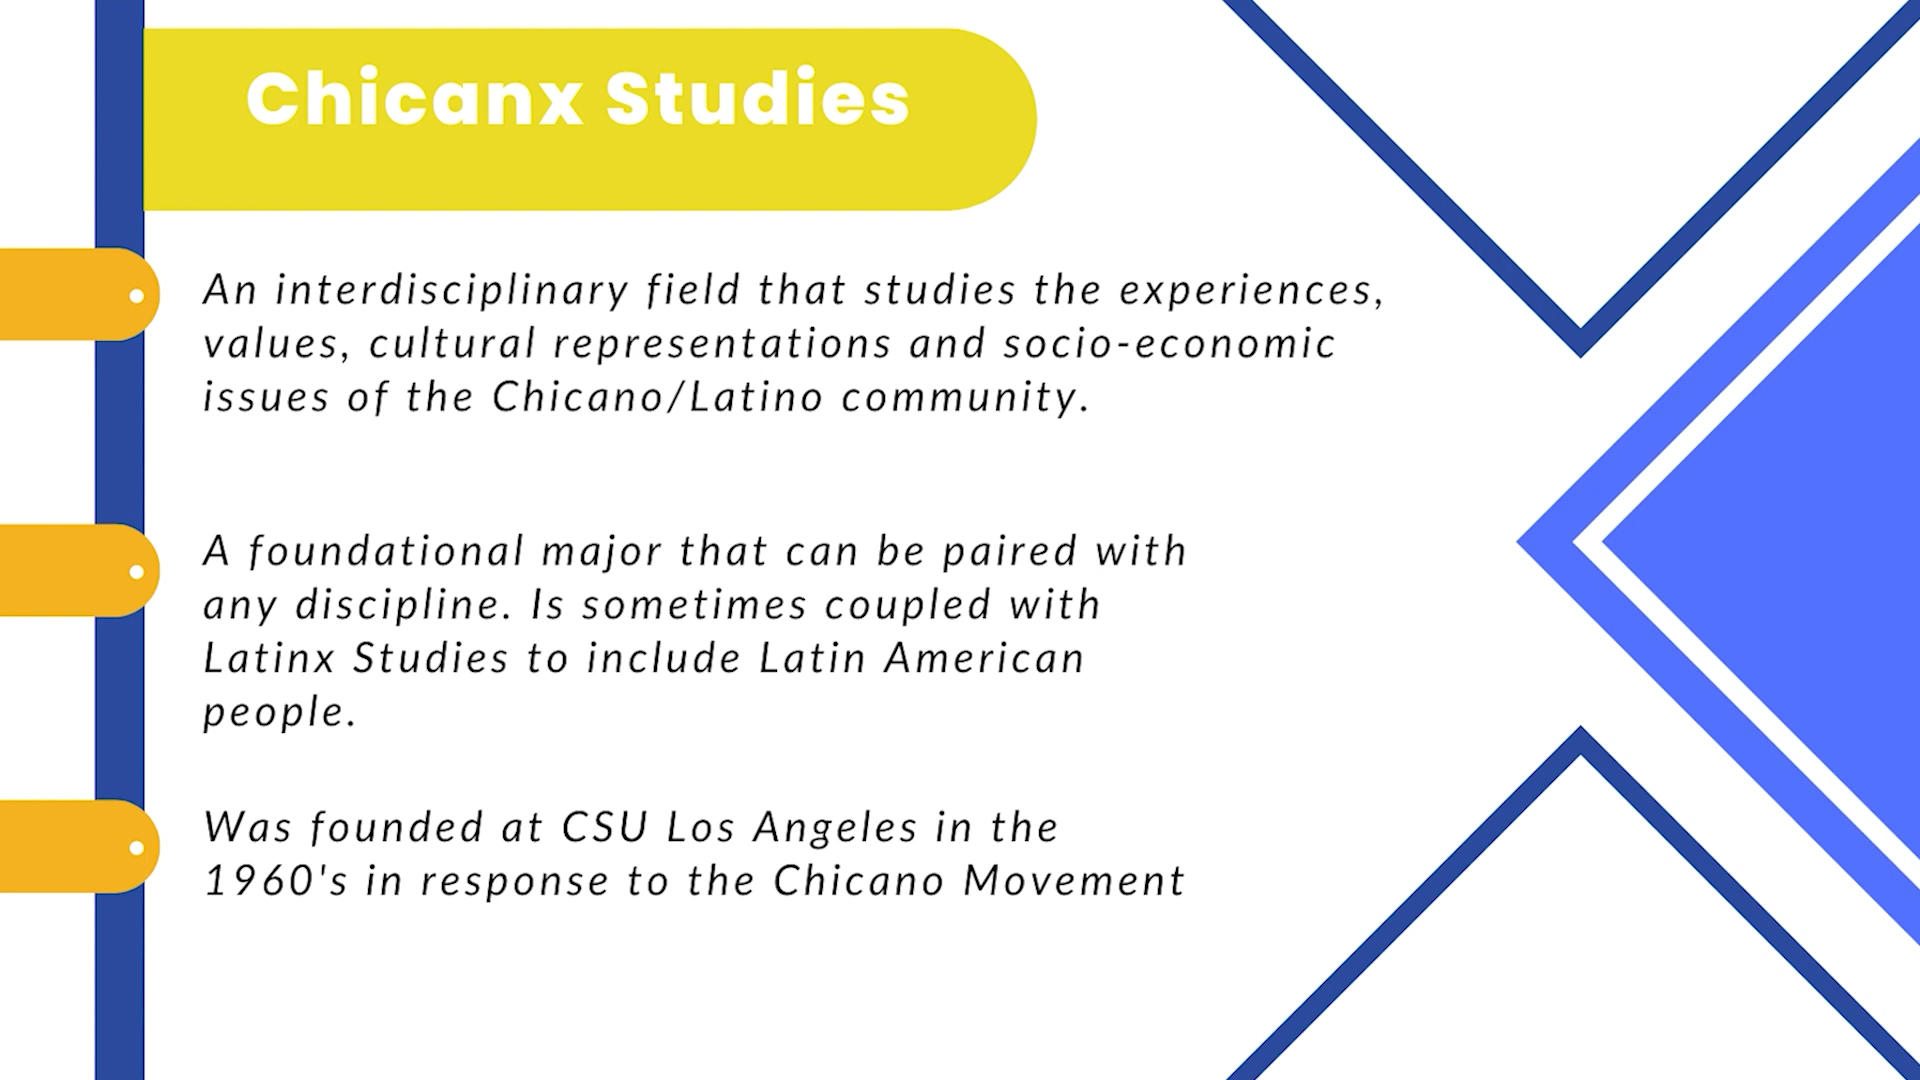 Chicanx Studies
An interdisciplinary field that studies the experiences,
values, cultural representations and socio-economic
issues of the Chicano/Latino community.
A foundational major that can be paired with
any discipline. Is sometimes coupled with
Latinx Studies to include Latin American
people.
Was founded at CSU Los Angeles in the
1960's in response to the Chicano Movement